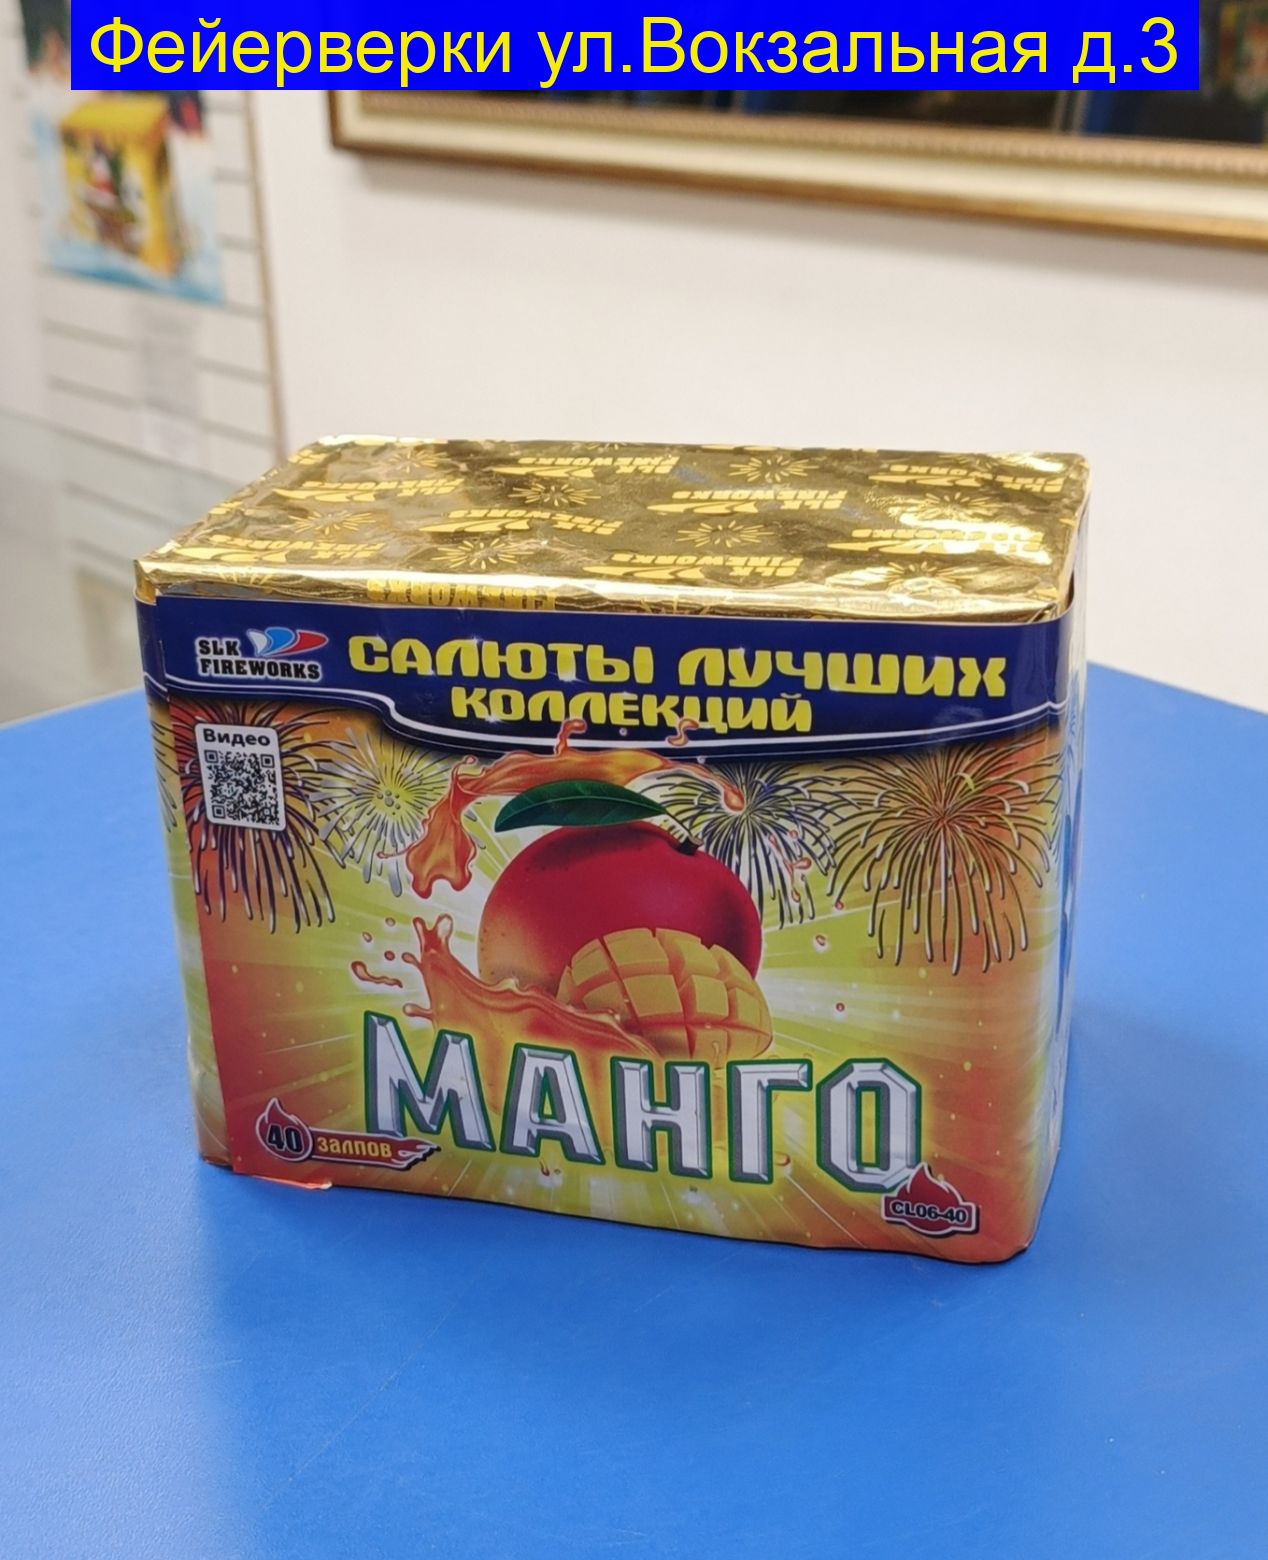 Фейерверки ул.Вокзальная д.3
SLK
FIREWORKS
САЛЮТЫ ЛУЧШИХ
КОЛЛЕКЦИЙ
Видео
МАНГО
40 ЗАЛПОВ
CL06-40